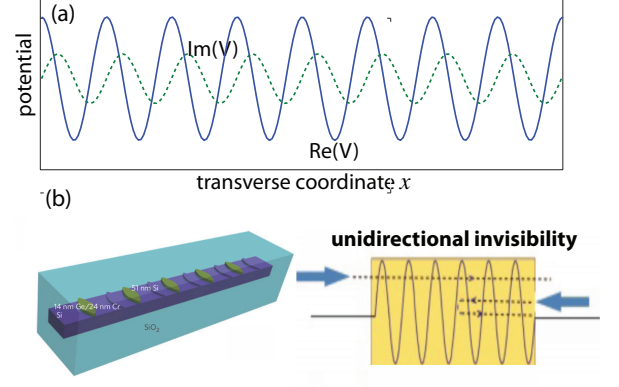 (a)
potential
Im(V)
Re(V)
transverse coordinate x
(b)
unidirectional invisibility
51 nm Si
14 nm Ge/24 nm Cr
Si
SiO₂